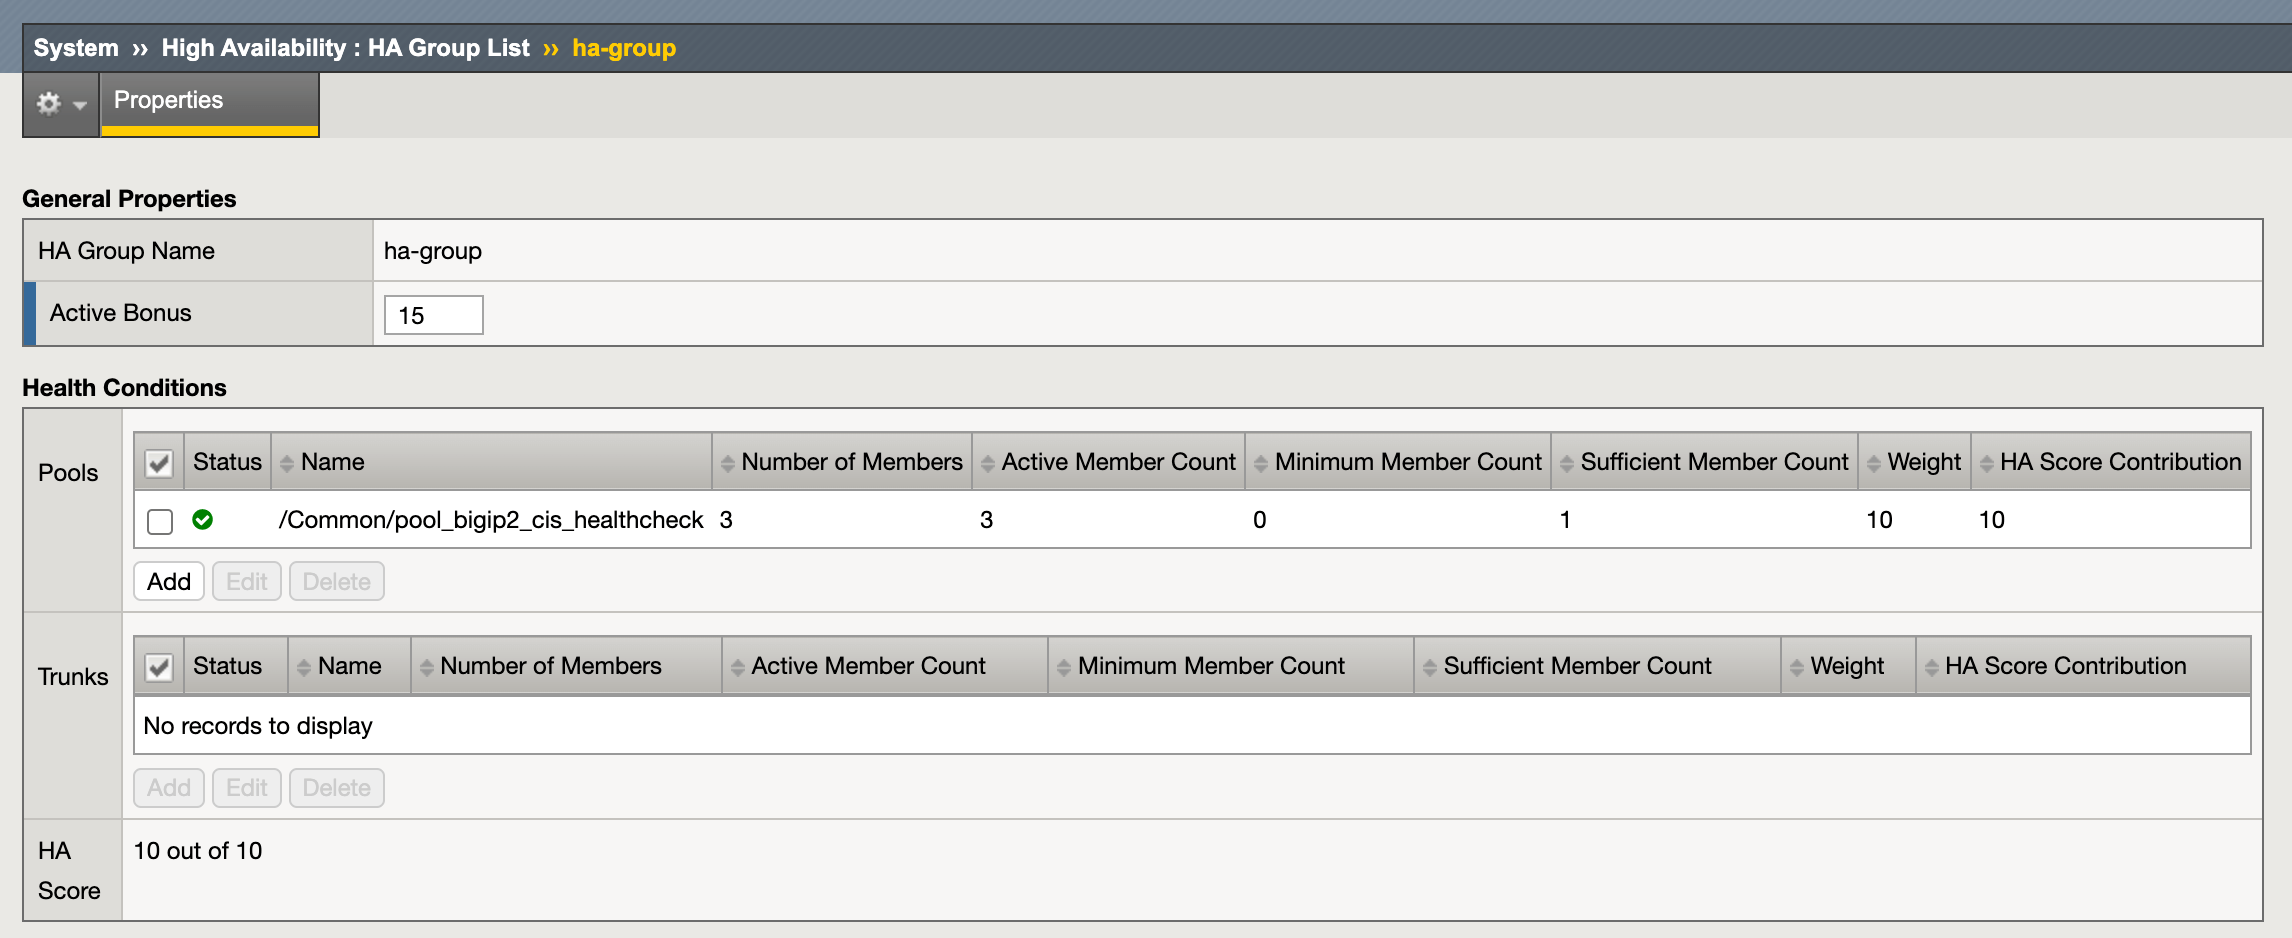 System ›› High Availability : HA Group List ›› ha-group
Properties
General Properties
HA Group Name ha-group
Active Bonus 15
Health Conditions
Pools
Status Name Number of Members Active Member Count Minimum Member Count Sufficient Member Count Weight HA Score Contribution
/Common/pool_bigip2_cis_healthcheck 3 3 0 1 10 10
Add Edit Delete
Trunks
Status Name Number of Members Active Member Count Minimum Member Count Sufficient Member Count Weight HA Score Contribution
No records to display
Add Edit Delete
HA Score
10 out of 10